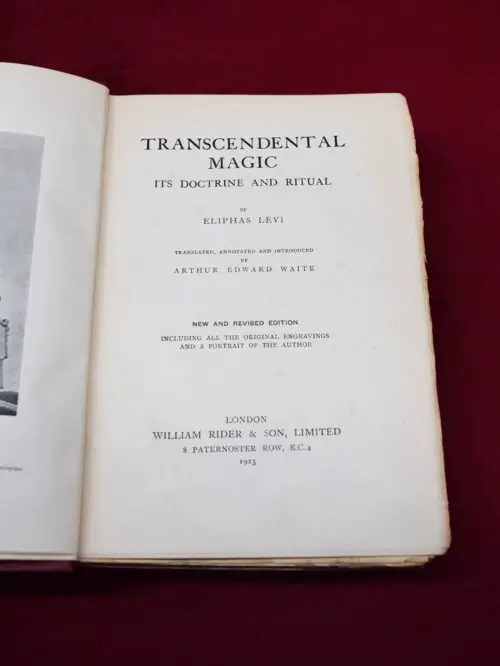 TRANSCENDENTAL
MAGIC
ITS DOCTRINE AND RITUAL
BY
ELIPHAS LÉVI
TRANSLATED, ANNOTATED AND INTRODUCED
BY
ARTHUR EDWARD WAITE
NEW AND REVISED EDITION
INCLUDING ALL THE ORIGINAL ENGRAVINGS
AND A PORTRAIT OF THE AUTHOR
LONDON
WILLIAM RIDER & SON, LIMITED
8 PATERNOSTER ROW, E.C. 4
1923